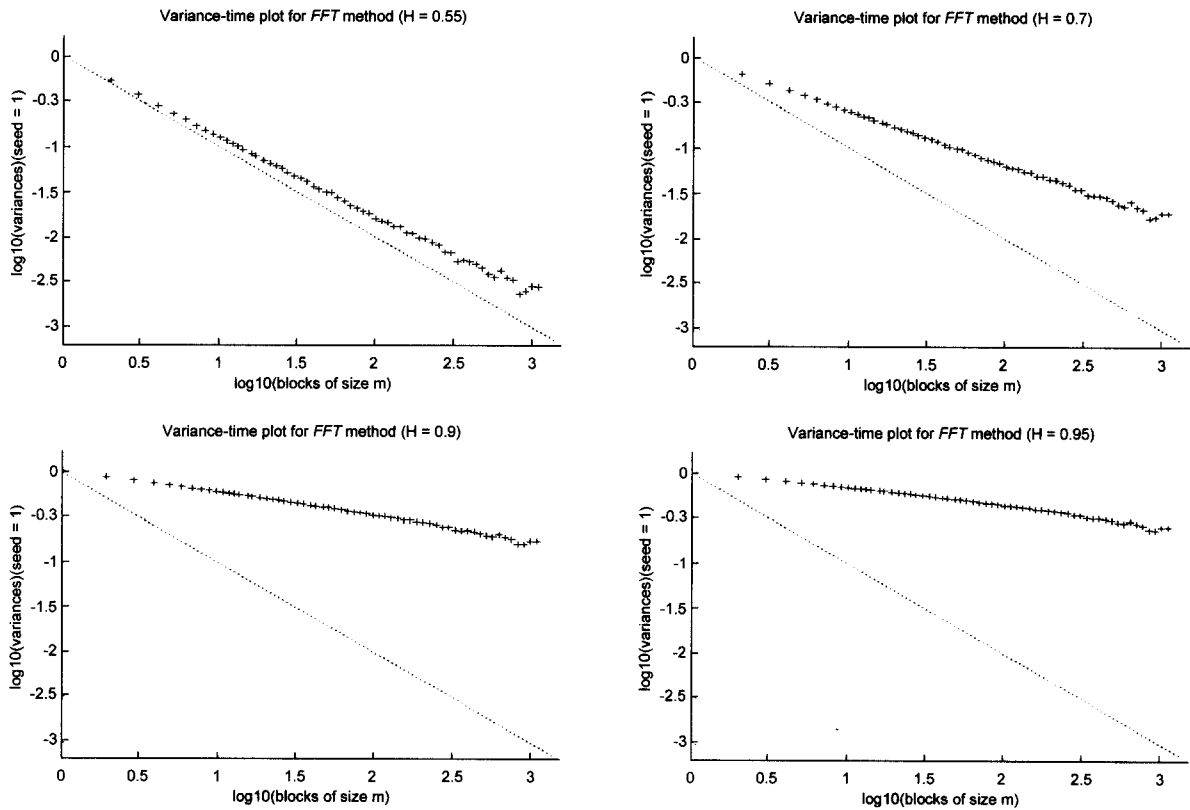 Variance-time plot for FFT method (H = 0.55)
log10(variances)(seed = 1)
0
-0.3
-1
-1.5
-2
-2.5
-3
0 0.5 1 1.5 2 2.5 3
log10(blocks of size m)
Variance-time plot for FFT method (H = 0.7)
log10(variances)(seed = 1)
0
-0.3
-1
-1.5
-2
-2.5
-3
0 0.5 1 1.5 2 2.5 3
log10(blocks of size m)
Variance-time plot for FFT method (H = 0.9)
log10(variances)(seed = 1)
0
-0.3
-1
-1.5
-2
-2.5
-3
0 0.5 1 1.5 2 2.5 3
log10(blocks of size m)
Variance-time plot for FFT method (H = 0.95)
log10(variances)(seed = 1)
0
-0.3
-1
-1.5
-2
-2.5
-3
0 0.5 1 1.5 2 2.5 3
log10(blocks of size m)